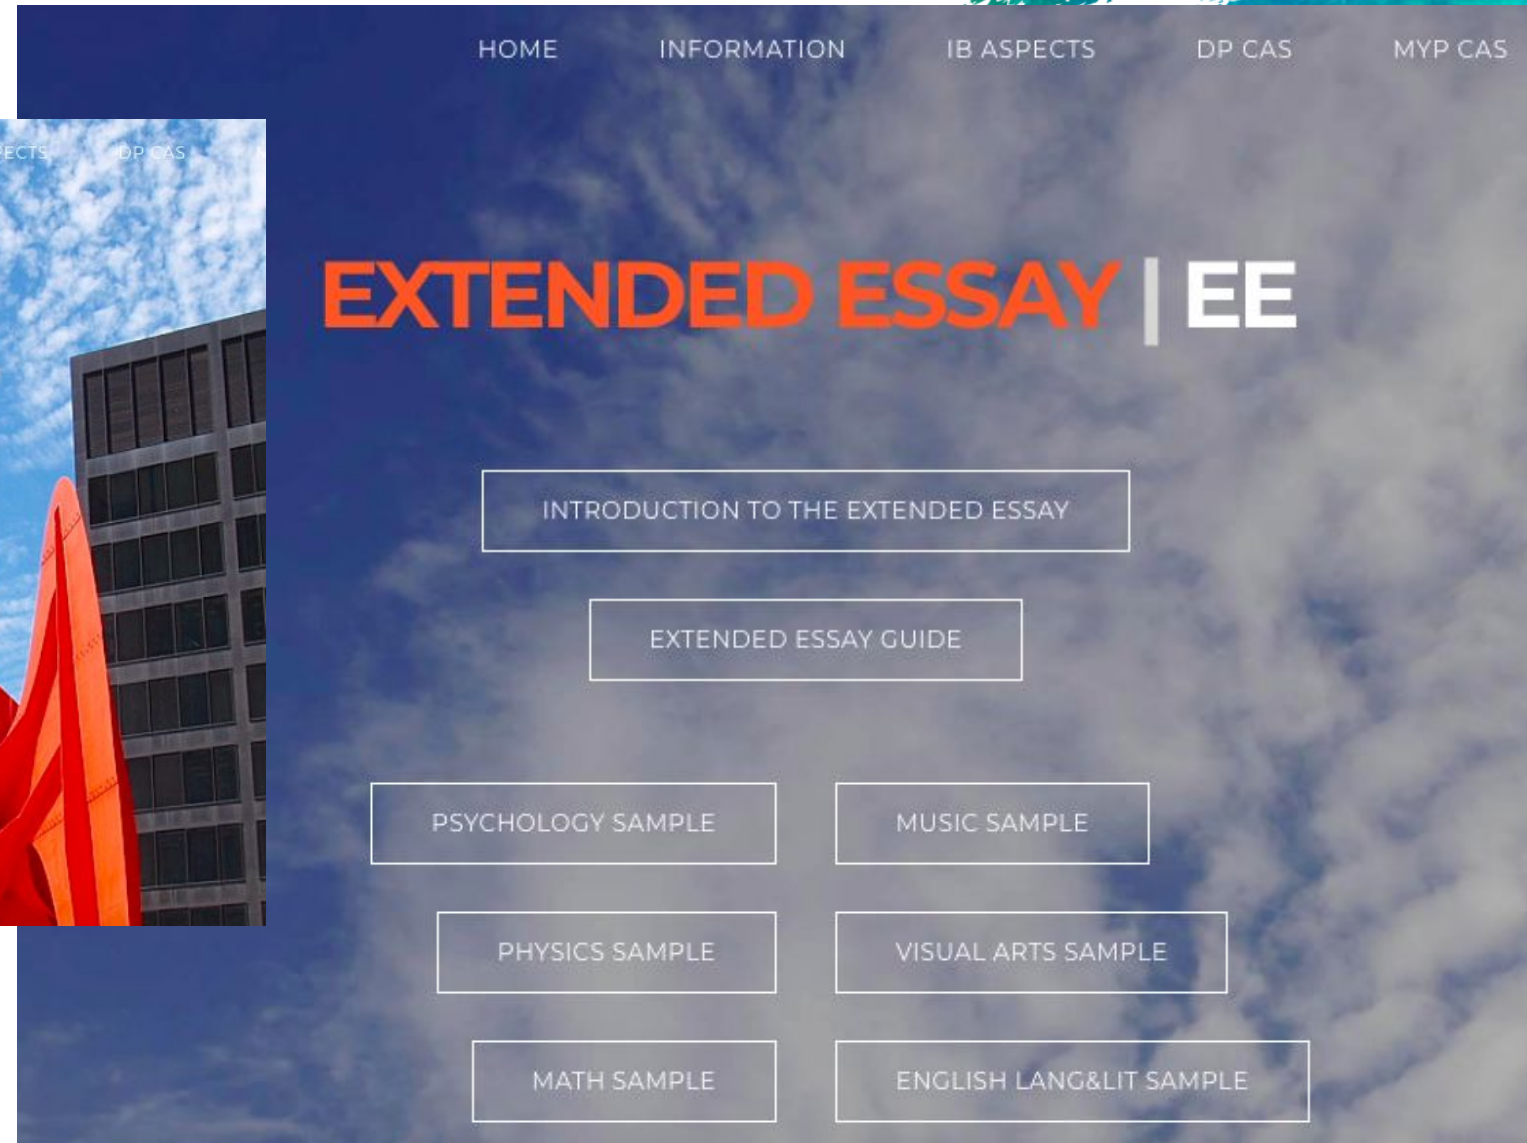 HOME INFORMATION IB ASPECTS DP CAS MYP CAS
DP CAS
EXTENDED ESSAY | EE
INTRODUCTION TO THE EXTENDED ESSAY
EXTENDED ESSAY GUIDE
PSYCHOLOGY SAMPLE MUSIC SAMPLE
PHYSICS SAMPLE VISUAL ARTS SAMPLE
MATH SAMPLE ENGLISH LANG&LIT SAMPLE